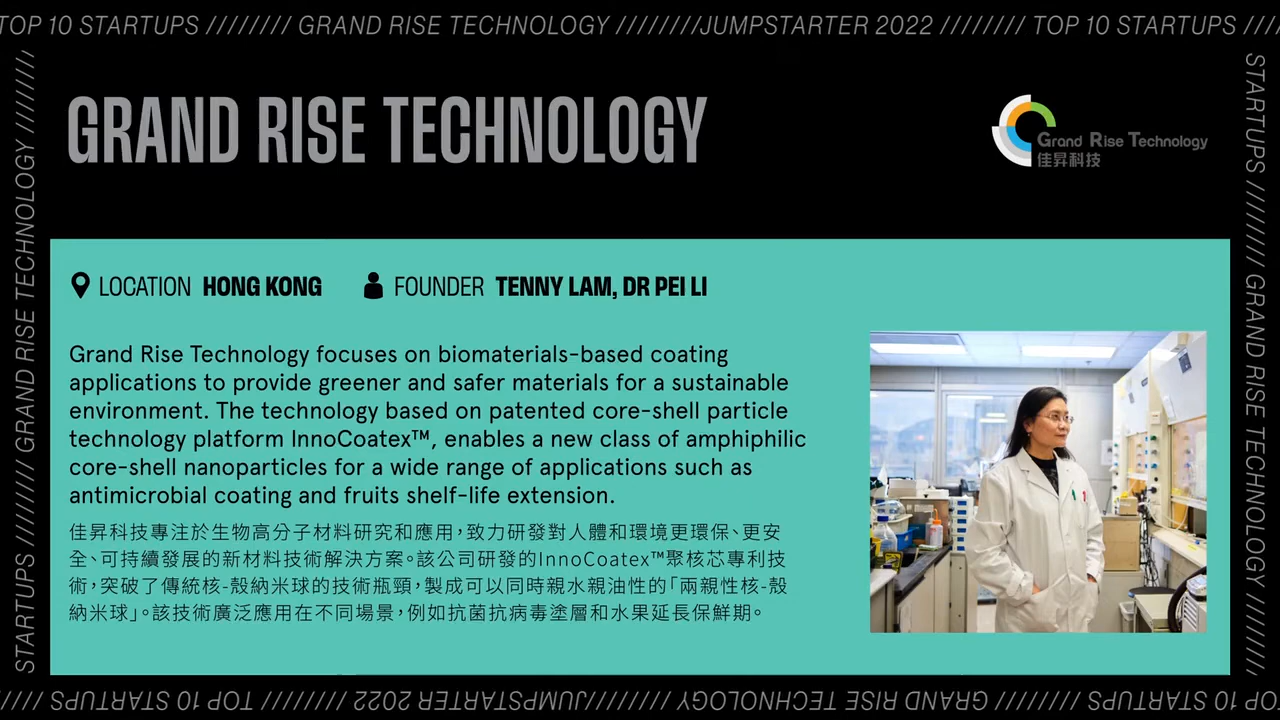 TOP 10 STARTUPS //////// GRAND RISE TECHNOLOGY ////////JUMPSTARTER 2022 //////// TOP 10 STARTUPS ////
GRAND RISE TECHNOLOGY
Grand Rise Technology
佳昇科技
LOCATION HONG KONG
FOUNDER TENNY LAM, DR PEI LI
Grand Rise Technology focuses on biomaterials-based coating
applications to provide greener and safer materials for a sustainable
environment. The technology based on patented core-shell particle
technology platform InnoCoatex™, enables a new class of amphiphilic
core-shell nanoparticles for a wide range of applications such as
antimicrobial coating and fruits shelf-life extension.
佳昇科技專注於生物高分子材料研究和應用，致力研發對人體和環境更環保、更安
全、可持續發展的新材料技術解決方案。該公司研發的InnoCoatex™聚核芯專利技
術，突破了傳統核-殼納米球的技術瓶頸，製成可以同時親水親油性的「兩親性核-殼
納米球」。該技術廣泛應用在不同場景，例如抗菌抗病毒塗層和水果延長保鮮期。
STARTUPS /////// GRAND RISE TECHNOLOGY ///////
STARTUPS /////// GRAND RISE TECHNOLOGY ///////
TOP 10 STARTUPS //////// GRAND RISE TECHNOLOGY ////////JUMPSTARTER 2022 //////// TOP 10 STARTUPS ////